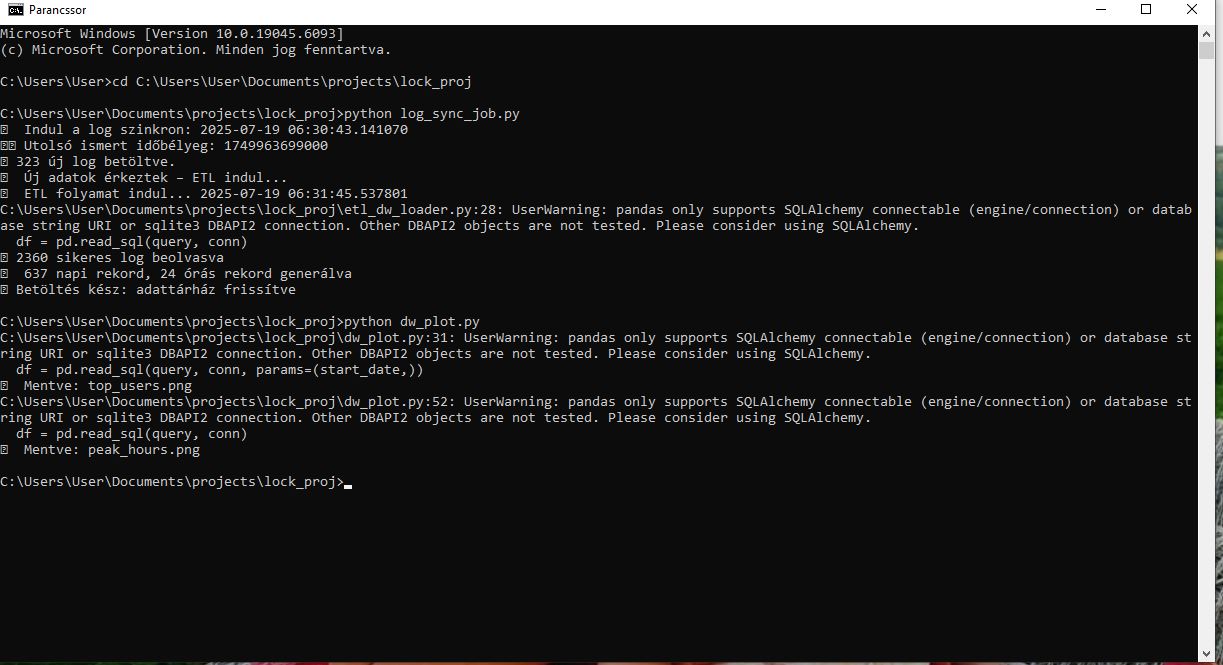 Parancssor
Microsoft Windows [Version 10.0.19045.6093]
(c) Microsoft Corporation. Minden jog fenntartva.
C:\Users\User>cd C:\Users\User\Documents\projects\lock_proj
C:\Users\User\Documents\projects\lock_proj>python log_sync_job.py
Indul a log szinkron: 2025-07-19 06:30:43.141070
Utolsó ismert időbélyeg: 1749963699000
323 új log betöltve.
Új adatok érkeztek – ETL indul...
ETL folyamat indul... 2025-07-19 06:31:45.537801
C:\Users\User\Documents\projects\lock_proj\etl_dw_loader.py:28: UserWarning: pandas only supports SQLAlchemy connectable (engine/connection) or datab
ase string URI or sqlite3 DBAPI2 connection. Other DBAPI2 objects are not tested. Please consider using SQLAlchemy.
  df = pd.read_sql(query, conn)
2360 sikeres log beolvasva
637 napi rekord, 24 órás rekord generálva
Betöltés kész: adattárház frissítve
C:\Users\User\Documents\projects\lock_proj>python dw_plot.py
C:\Users\User\Documents\projects\lock_proj\dw_plot.py:31: UserWarning: pandas only supports SQLAlchemy connectable (engine/connection) or database st
ring URI or sqlite3 DBAPI2 connection. Other DBAPI2 objects are not tested. Please consider using SQLAlchemy.
  df = pd.read_sql(query, conn, params=(start_date,))
Mentve: top_users.png
C:\Users\User\Documents\projects\lock_proj\dw_plot.py:52: UserWarning: pandas only supports SQLAlchemy connectable (engine/connection) or database st
ring URI or sqlite3 DBAPI2 connection. Other DBAPI2 objects are not tested. Please consider using SQLAlchemy.
  df = pd.read_sql(query, conn)
Mentve: peak_hours.png
C:\Users\User\Documents\projects\lock_proj>